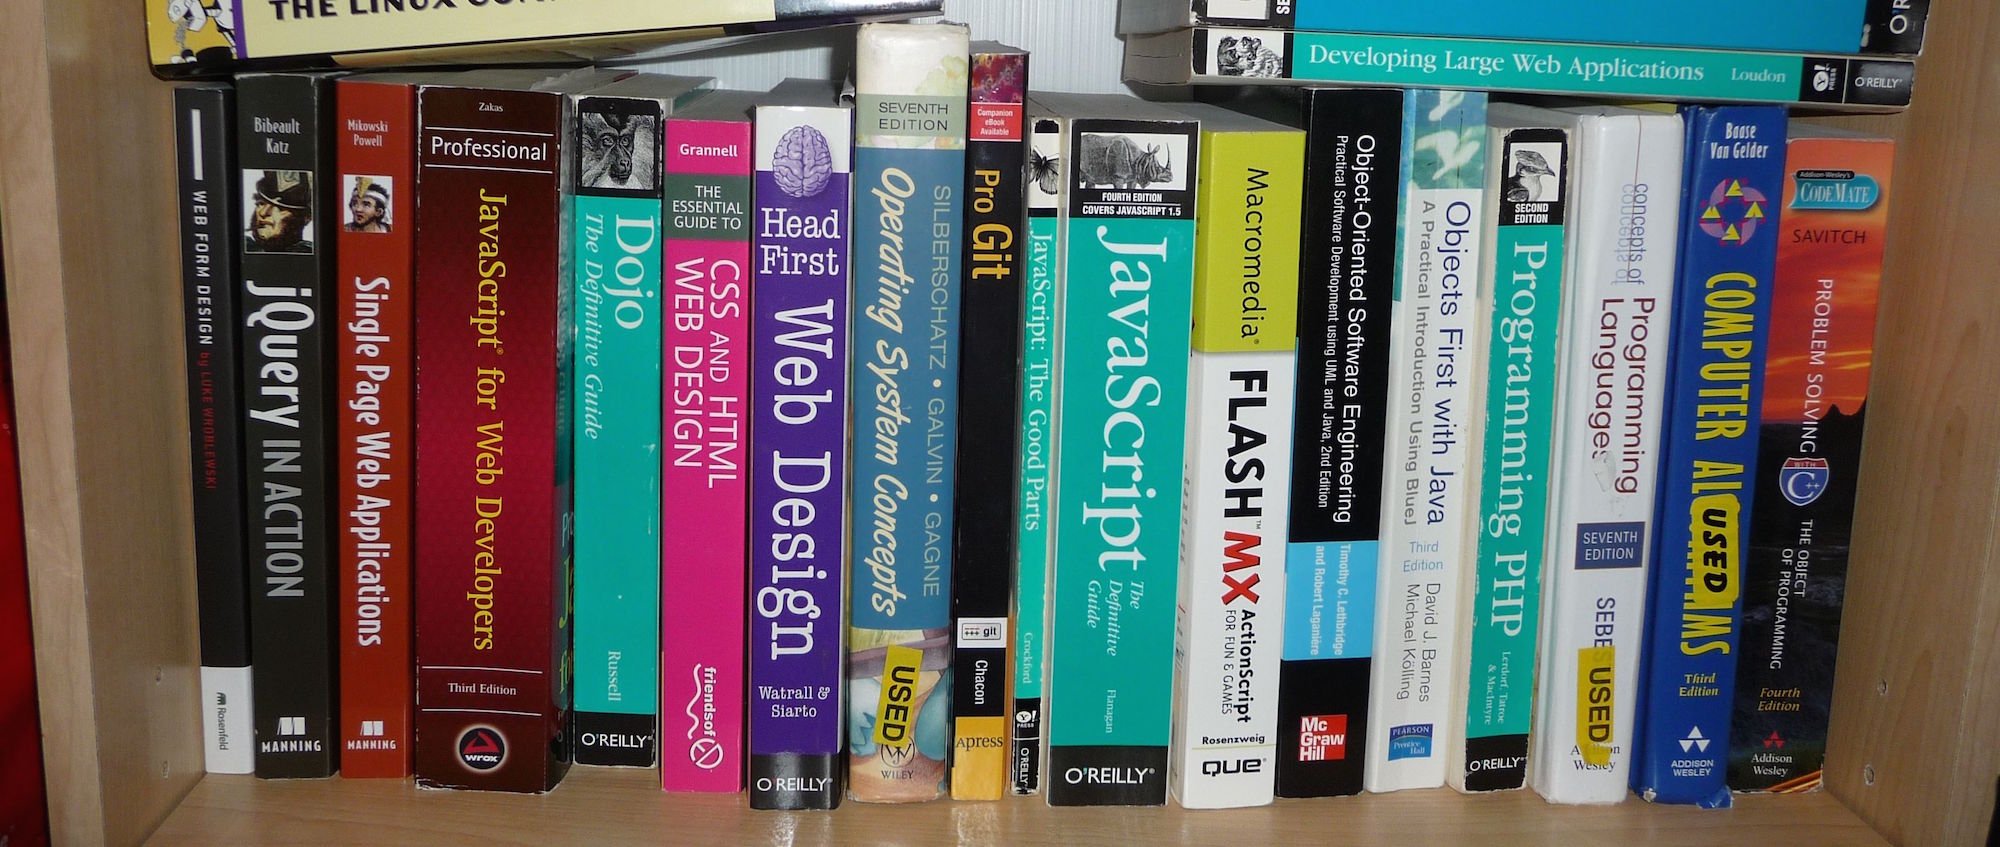 THE LINUX
Developing Large Web Applications Loudon Y! PRESS O'REILLY
WEB FORM DESIGN by LUKE WROBLEWSKI
Rosenfeld
Bibeault
Katz
jQuery IN ACTION
MANNING
Mikowski
Powell
Single Page Web Applications
MANNING
Zakas
Professional
JavaScript® for Web Developers
Third Edition
wrox
Dojo
The Definitive Guide
Russell
O'REILLY®
Grannell
THE
ESSENTIAL
GUIDE TO
CSS AND HTML
WEB DESIGN
friendsof
Head
First
Web Design
Watrall &
Siarto
O'REILLY®
SEVENTH
EDITION
SILBERSCHATZ • GALVIN • GAGNE
Operating System Concepts
USED
WILEY
Companion
eBook
Available
Pro Git
git
Chacon
Apress
JavaScript: The Good Parts
Crockford
Y! PRESS
O'REILLY
FOURTH EDITION
COVERS JAVASCRIPT 1.5
JavaScript
The
Definitive
Guide
Flanagan
O'REILLY®
Macromedia®
FLASH™ MX
ActionScript
FOR FUN & GAMES
Rosenzweig
QUE®
Object-Oriented Software Engineering
Practical Software Development using UML and Java, 2nd Edition
Timothy C. Lethbridge
and Robert Laganière
Mc
Graw
Hill
Objects First with Java
A Practical Introduction Using BlueJ
Third
Edition
David J. Barnes
Michael Kölling
PEARSON
Prentice
Hall
SECOND
EDITION
Programming PHP
Lerdorf, Tatroe
& MacIntyre
O'REILLY®
concepts of
Programming
Languages
SEVENTH
EDITION
SEBES
USED
Wesley
Baase
Van Gelder
COMPUTER AL
USED
MS
Third
Edition
ADDISON
WESLEY
Addison-Wesley's
CODEMATE
SAVITCH
PROBLEM SOLVING
WITH
C
THE OBJECT
OF PROGRAMMING
Fourth
Edition
Addison
Wesley